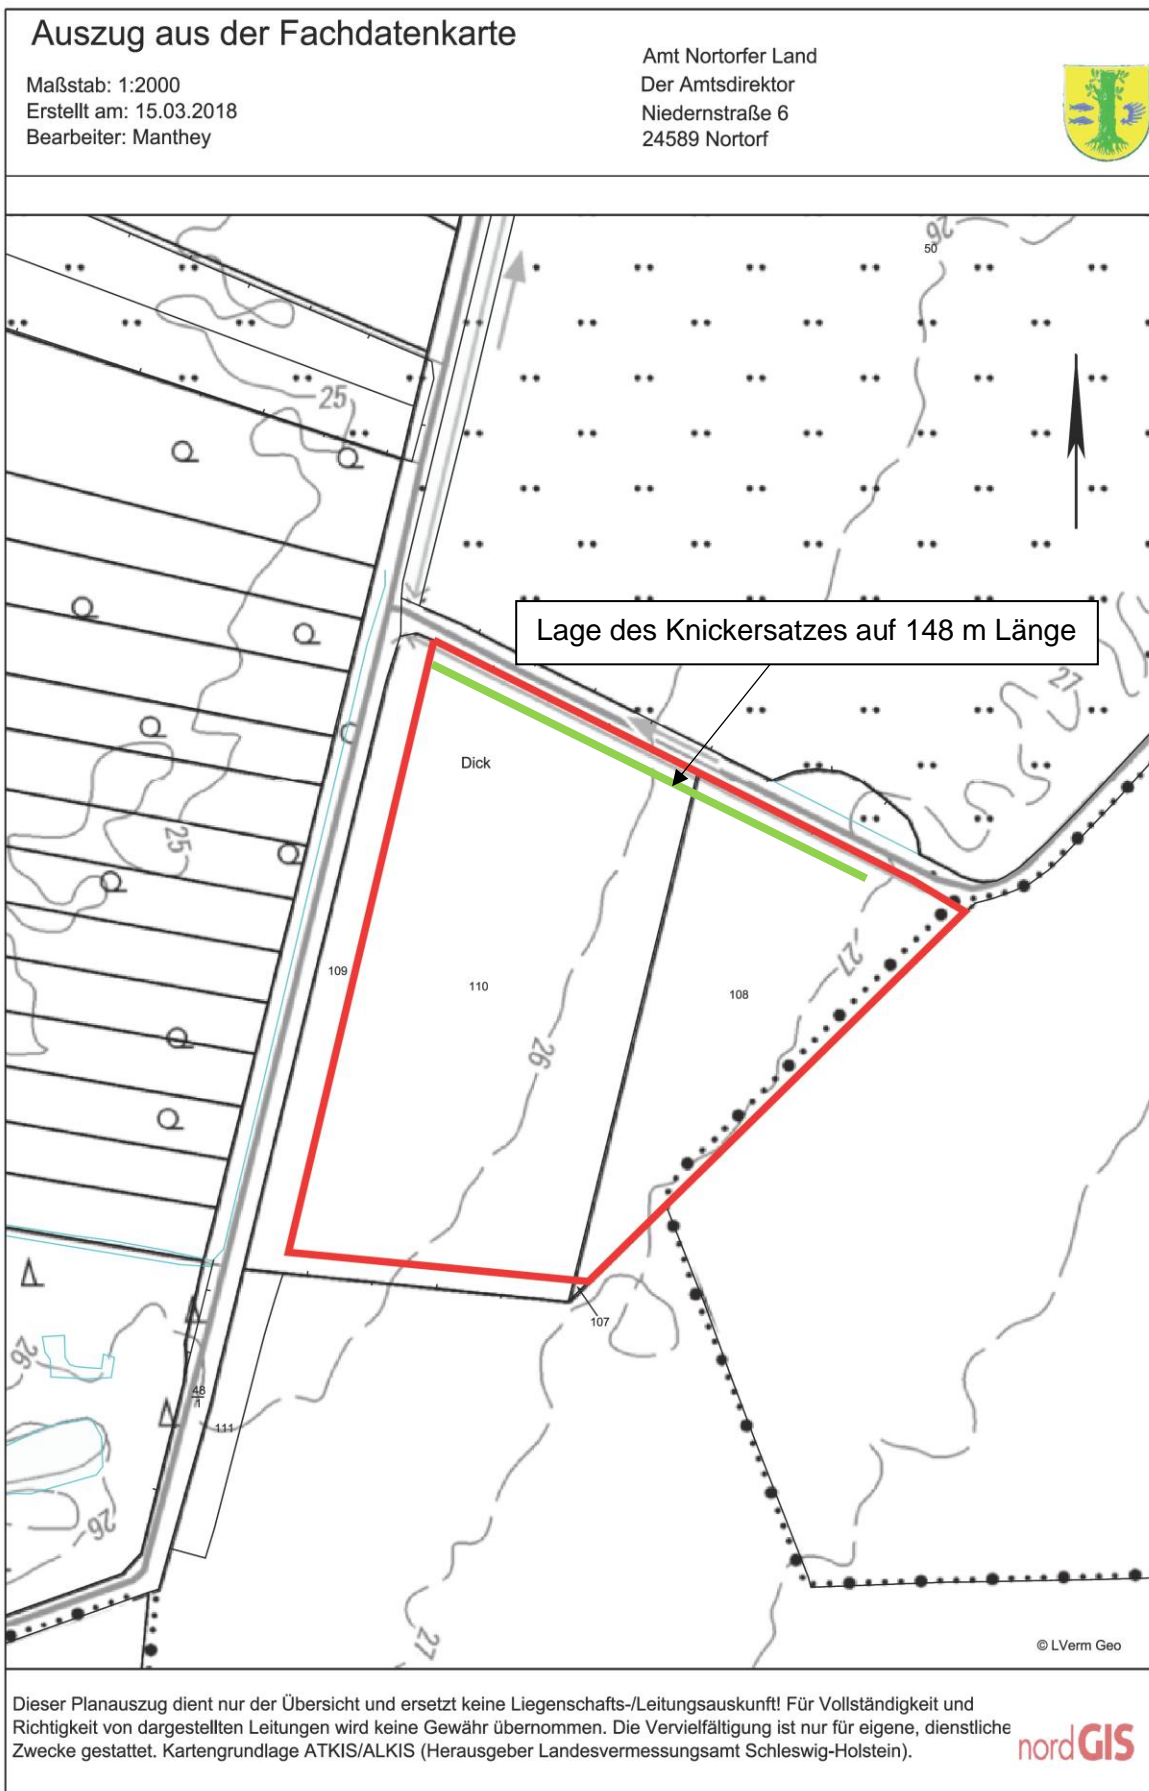 Auszug aus der Fachdatenkarte
Maßstab: 1:2000
Erstellt am: 15.03.2018
Bearbeiter: Manthey
Amt Nortorfer Land
Der Amtsdirektor
Niedernstraße 6
24589 Nortorf
26
50
25
Lage des Knickersatzes auf 148 m Länge
27
Dick
25
109
110
108
27
26
107
26
48
1
111
26
27
© LVerm Geo
Dieser Planauszug dient nur der Übersicht und ersetzt keine Liegenschafts-/Leitungsauskunft! Für Vollständigkeit und
Richtigkeit von dargestellten Leitungen wird keine Gewähr übernommen. Die Vervielfältigung ist nur für eigene, dienstliche
Zwecke gestattet. Kartengrundlage ATKIS/ALKIS (Herausgeber Landesvermessungsamt Schleswig-Holstein).
nordGIS